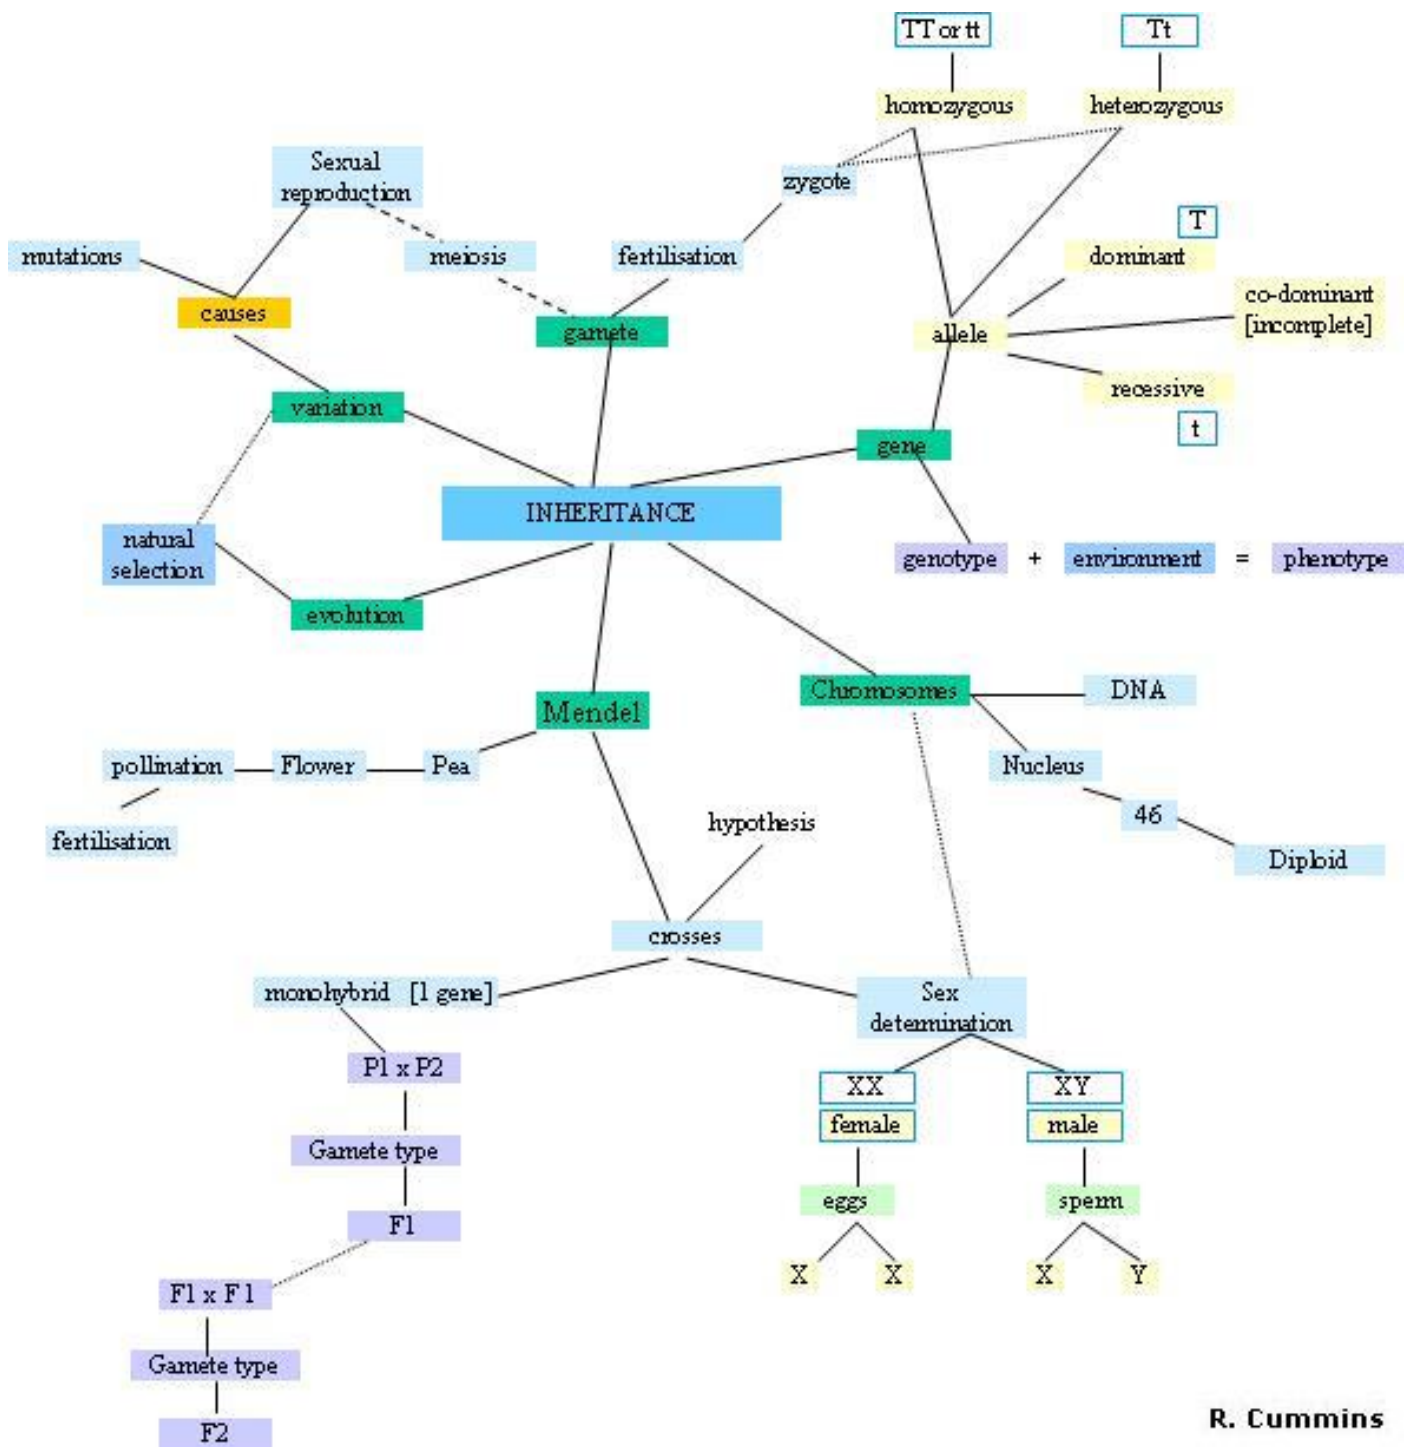 TT or tt
Tt
homozygous
heterozygous
Sexual
reproduction
zygote
T
mutations
meiosis
fertilisation
dominant
co-dominant
[incomplete]
causes
gamete
allele
recessive
variation
t
gene
INHERITANCE
natural
selection
genotype + environment = phenotype
evolution
Chromosomes
DNA
Mendel
pollination
Flower
Pea
Nucleus
46
hypothesis
fertilisation
Diploid
crosses
monohybrid [1 gene]
Sex
determination
P1 x P2
XX
XY
female
male
Gamete type
eggs
sperm
F1
X
X
X
Y
F1 x F1
Gamete type
F2
R. Cummins